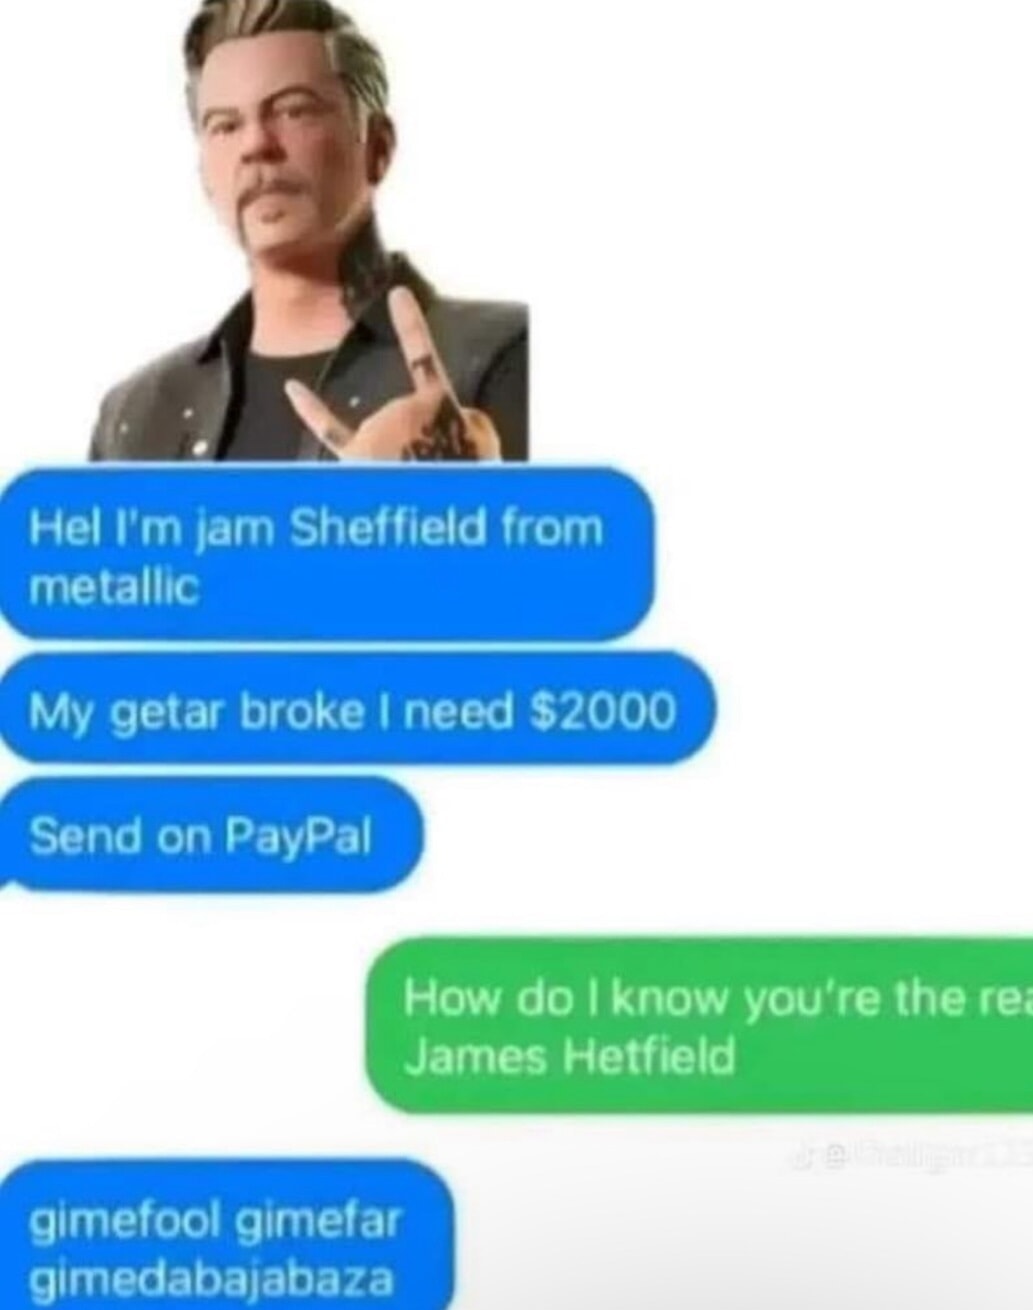 Hel I'm jam Sheffield from
metallic
My getar broke I need $2000
Send on PayPal
How do I know you're the
James Hetfield
gimefool gimefar
gimedabajabaza